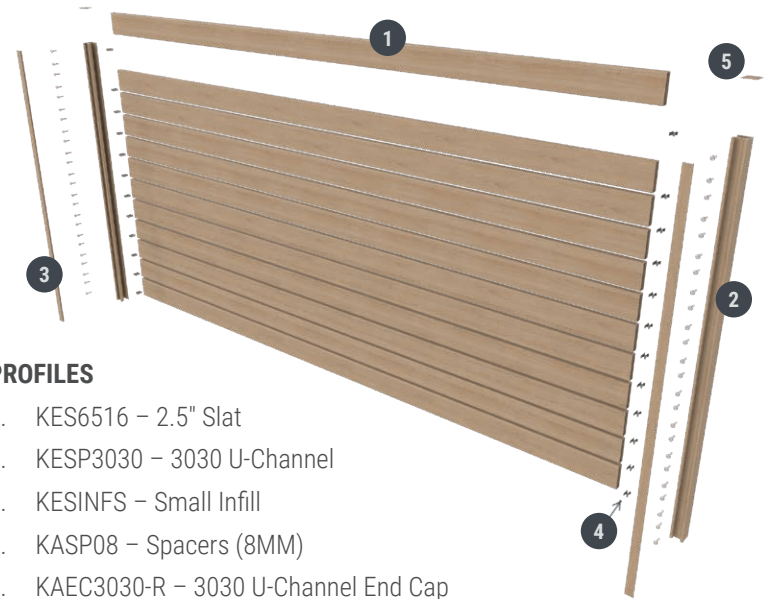 1
5
3
2
PROFILES
. KES6516 – 2.5" Slat
. KESP3030 – 3030 U-Channel
. KESINFS – Small Infill
. KASP08 – Spacers (8MM)
4
. KAEC3030-R – 3030 U-Channel End Cap